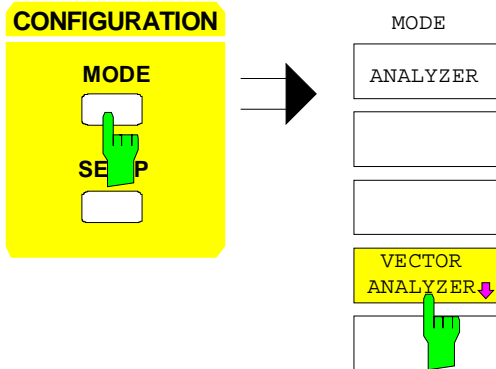 CONFIGURATION
MODE
SE P
MODE
ANALYZER
VECTOR
ANALYZER